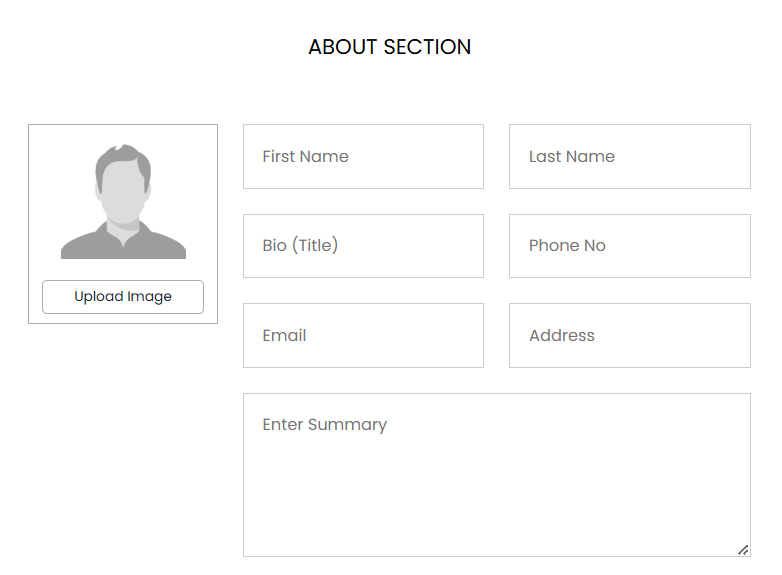 ABOUT SECTION
First Name
Last Name
Bio (Title)
Phone No
Upload Image
Email
Address
Enter Summary